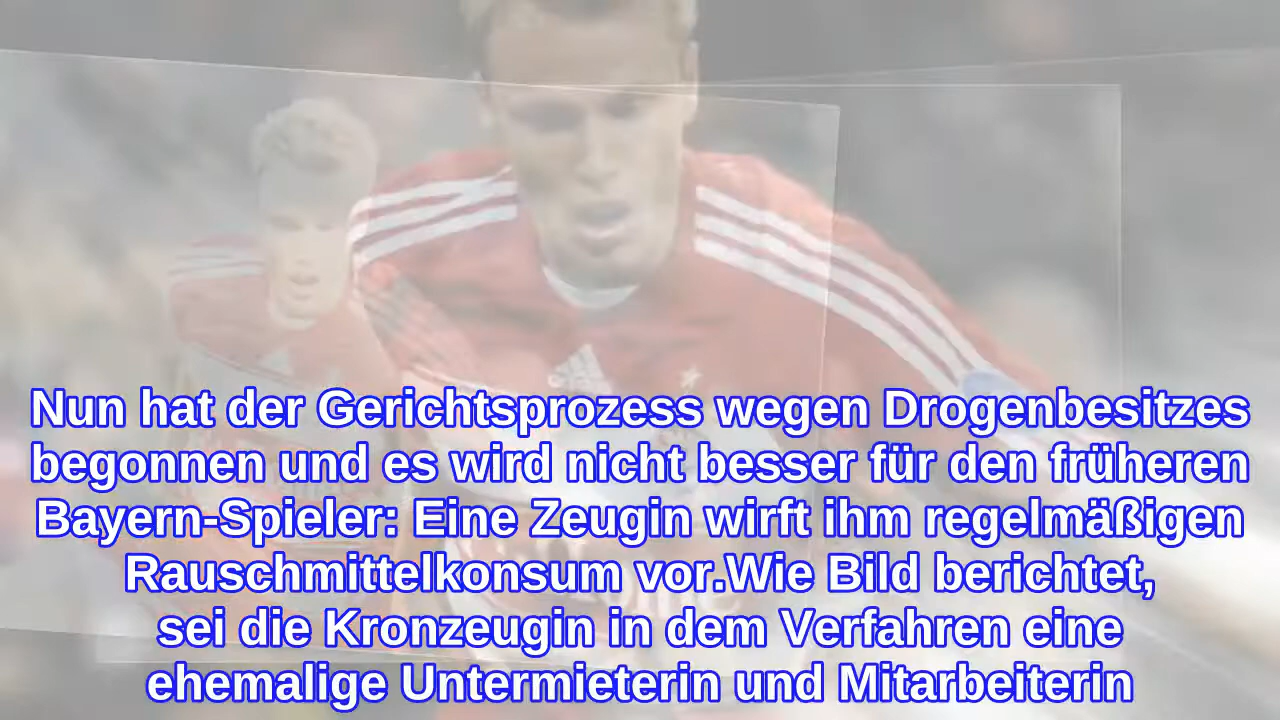 Nun hat der Gerichtsprozess wegen Drogenbesitzes
begonnen und es wird nicht besser für den früheren
Bayern-Spieler: Eine Zeugin wirft ihm regelmäßigen
Rauschmittelkonsum vor.Wie Bild berichtet,
sei die Kronzeugin in dem Verfahren eine
ehemalige Untermieterin und Mitarbeiterin